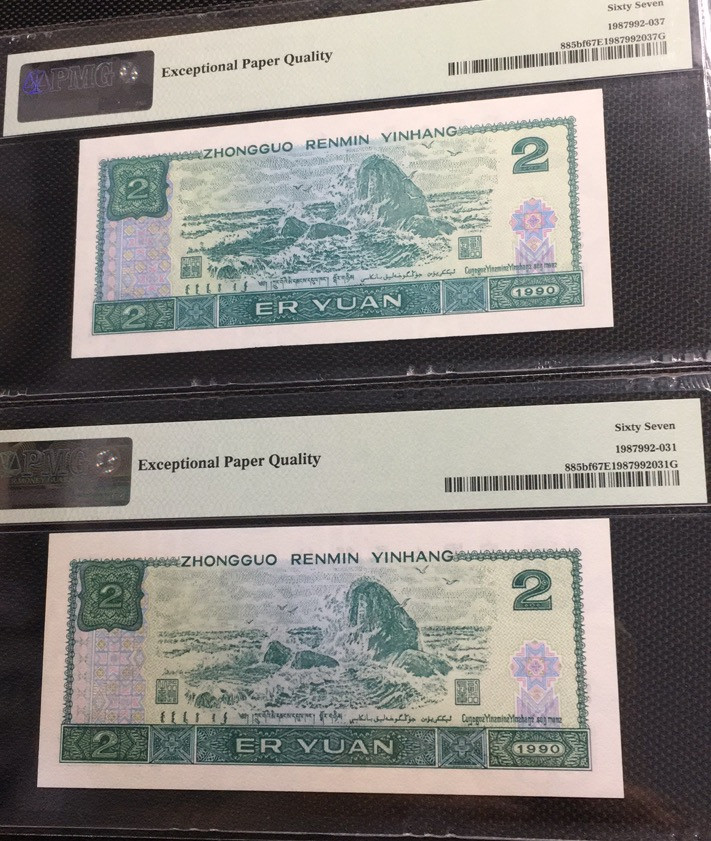 Sixty Seven
1987992-037
885bf67E1987992037G
PMG
Exceptional Paper Quality
ZHONGGUO RENMIN YINHANG
2
2
2
ER YUAN
1990
Sixty Seven
1987992-031
885bf67E1987992031G
PMG
Exceptional Paper Quality
ZHONGGUO RENMIN YINHANG
2
2
2
ER YUAN
1990